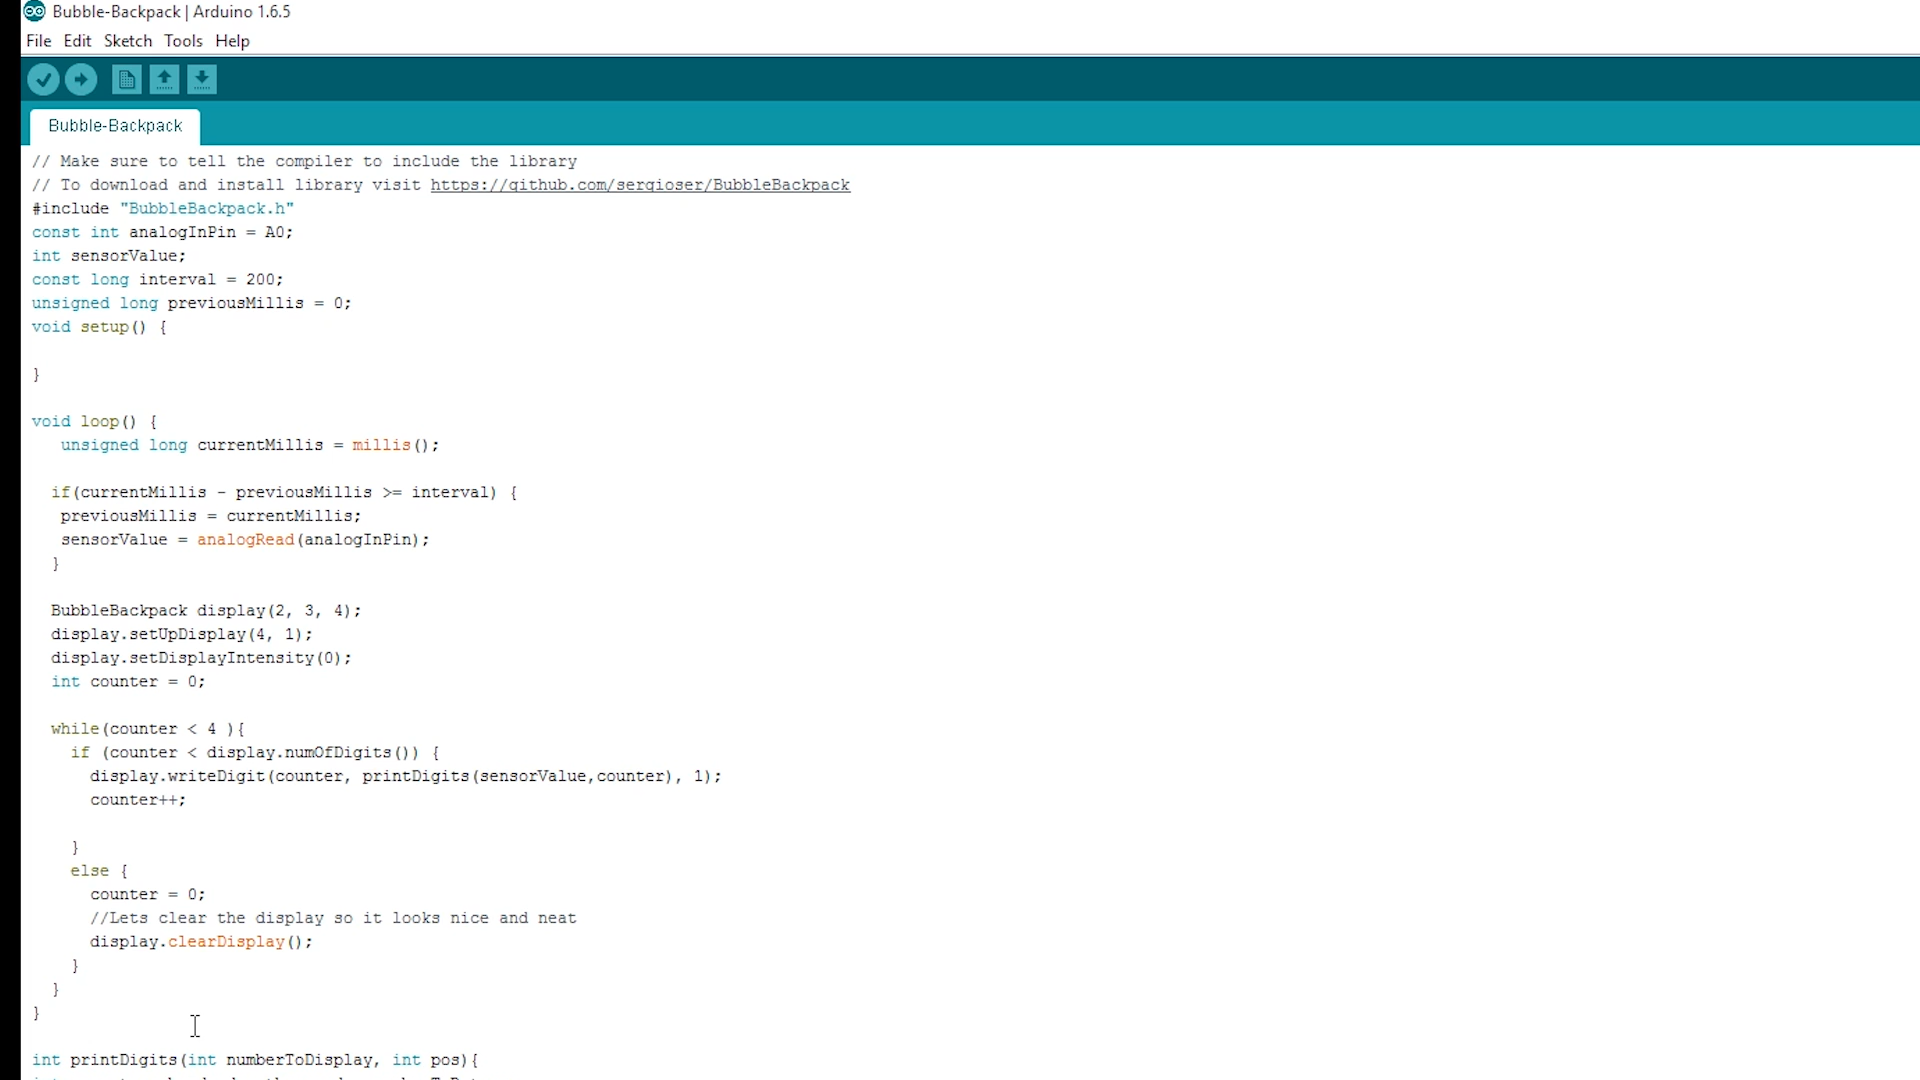 Bubble-Backpack | Arduino 1.6.5
File Edit Sketch Tools Help
Bubble-Backpack
// Make sure to tell the compiler to include the library
// To download and install library visit https://github.com/sergioser/BubbleBackpack
#include "BubbleBackpack.h"
const int analogInPin = A0;
int sensorValue;
const long interval = 200;
unsigned long previousMillis = 0;
void setup() {
}
void loop() {
unsigned long currentMillis = millis();
if(currentMillis - previousMillis >= interval) {
previousMillis = currentMillis;
sensorValue = analogRead(analogInPin);
}
BubbleBackpack display(2, 3, 4);
display.setUpDisplay(4, 1);
display.setDisplayIntensity(0);
int counter = 0;
while(counter < 4 ){
if (counter < display.numOfDigits()) {
display.writeDigit(counter, printDigits(sensorValue,counter), 1);
counter++;
}
else {
counter = 0;
//Lets clear the display so it looks nice and neat
display.clearDisplay();
}
}
}
int printDigits(int numberToDisplay, int pos){